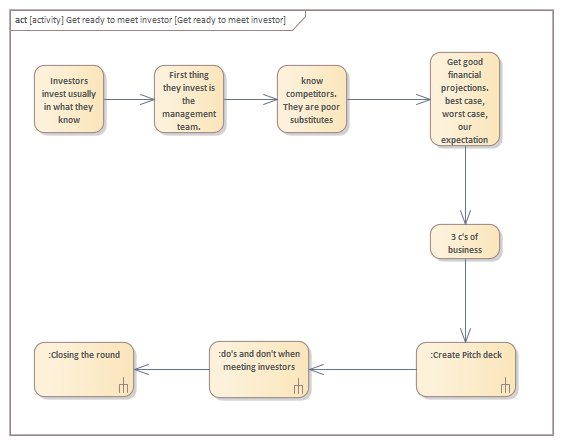 act [activity] Get ready to meet investor [Get ready to meet investor]
Investors
invest usually
in what they
know
First thing
they invest is
the
management
team.
know
competitors.
They are poor
substitutes
Get good
financial
projections.
best case,
worst case,
our
expectation
3 c's of
business
:Create Pitch deck
:do's and don't when
meeting investors
:Closing the round